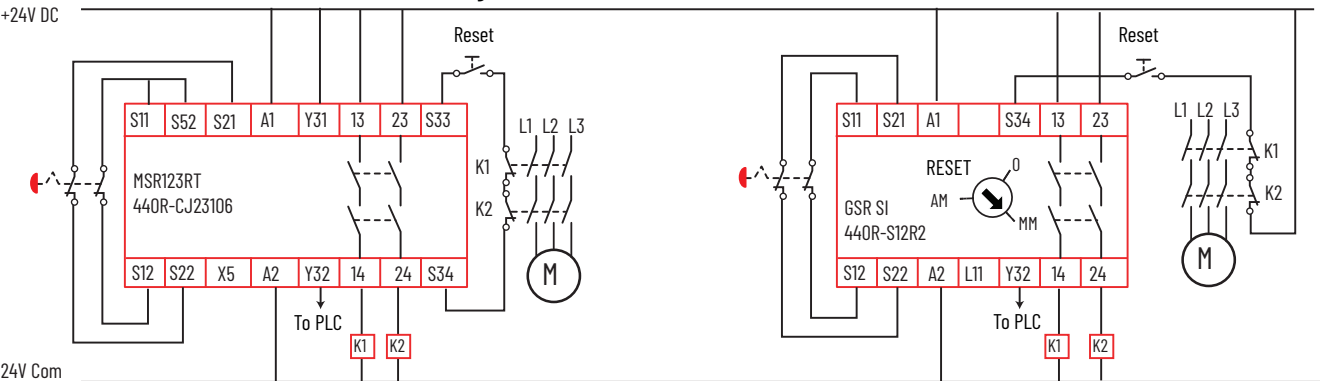 +24V DC
Reset
S11 S52 S21 A1 Y31 13 23 S33
L1 L2 L3
K1
K2
MSR123RT
440R-CJ23106
S12 S22 X5 A2 Y32 14 24 S34
M
To PLC
K1 K2
24V Com
Reset
S11 S21 A1 S34 13 23
L1 L2 L3
K1
K2
RESET
0
AM
MM
GSR SI
440R-S12R2
S12 S22 A2 L11 Y32 14 24
M
To PLC
K1 K2